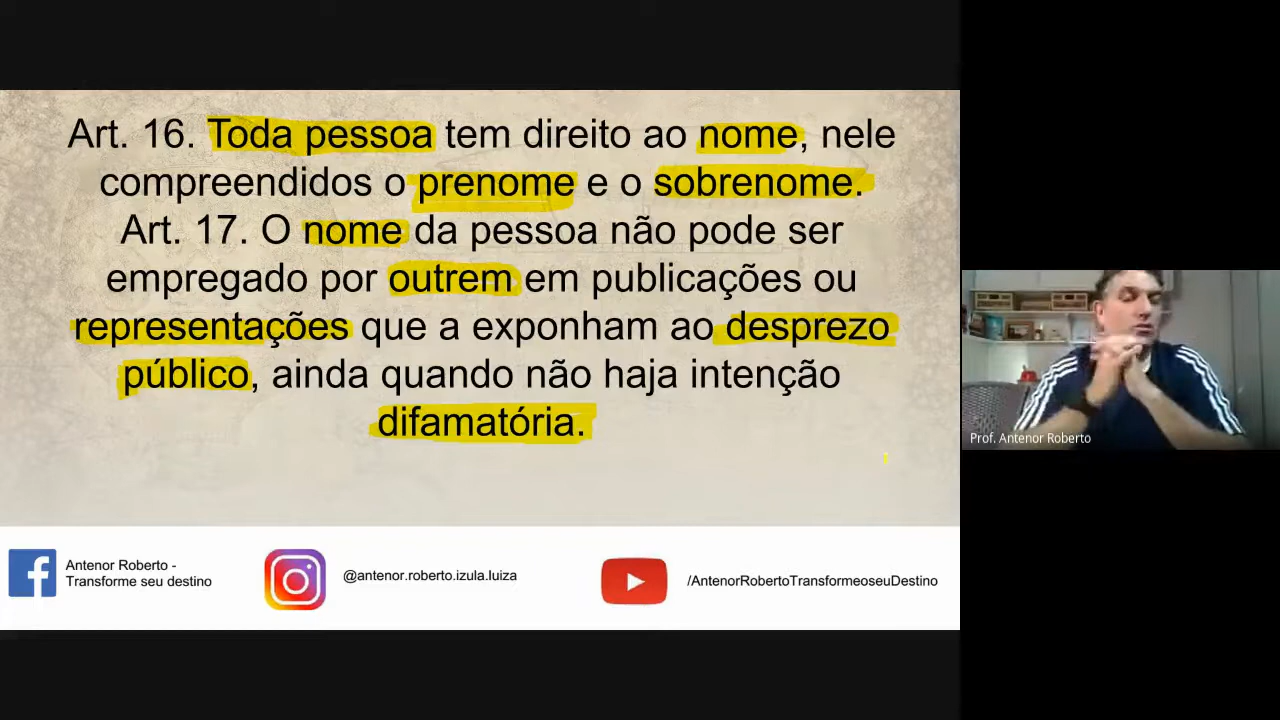 Art. 16. Toda pessoa tem direito ao nome, nele
compreendidos o prenome e o sobrenome.
Art. 17. O nome da pessoa não pode ser
empregado por outrem em publicações ou
representações que a exponham ao desprezo
público, ainda quando não haja intenção
difamatória.
Prof. Antenor Roberto
Antenor Roberto -
Transforme seu destino
@antenor.roberto.izula.luiza
/AntenorRobertoTransformeoseuDestino